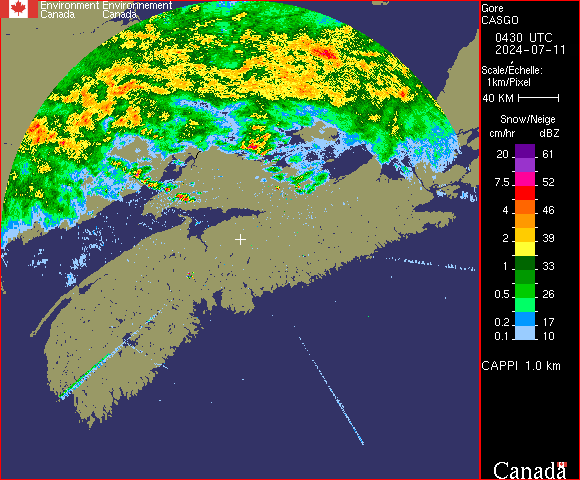 Environment Environnement
Canada Canada
Gore
CASGO
0430 UTC
2024-07-11
Scale/Échelle:
1km/Pixel
40 KM
Snow/Neige
cm/hr dBZ
20 61
7.5 52
4 46
2 39
1 33
0.5 26
0.2 17
0.1 10
CAPPI 1.0 km
Canada